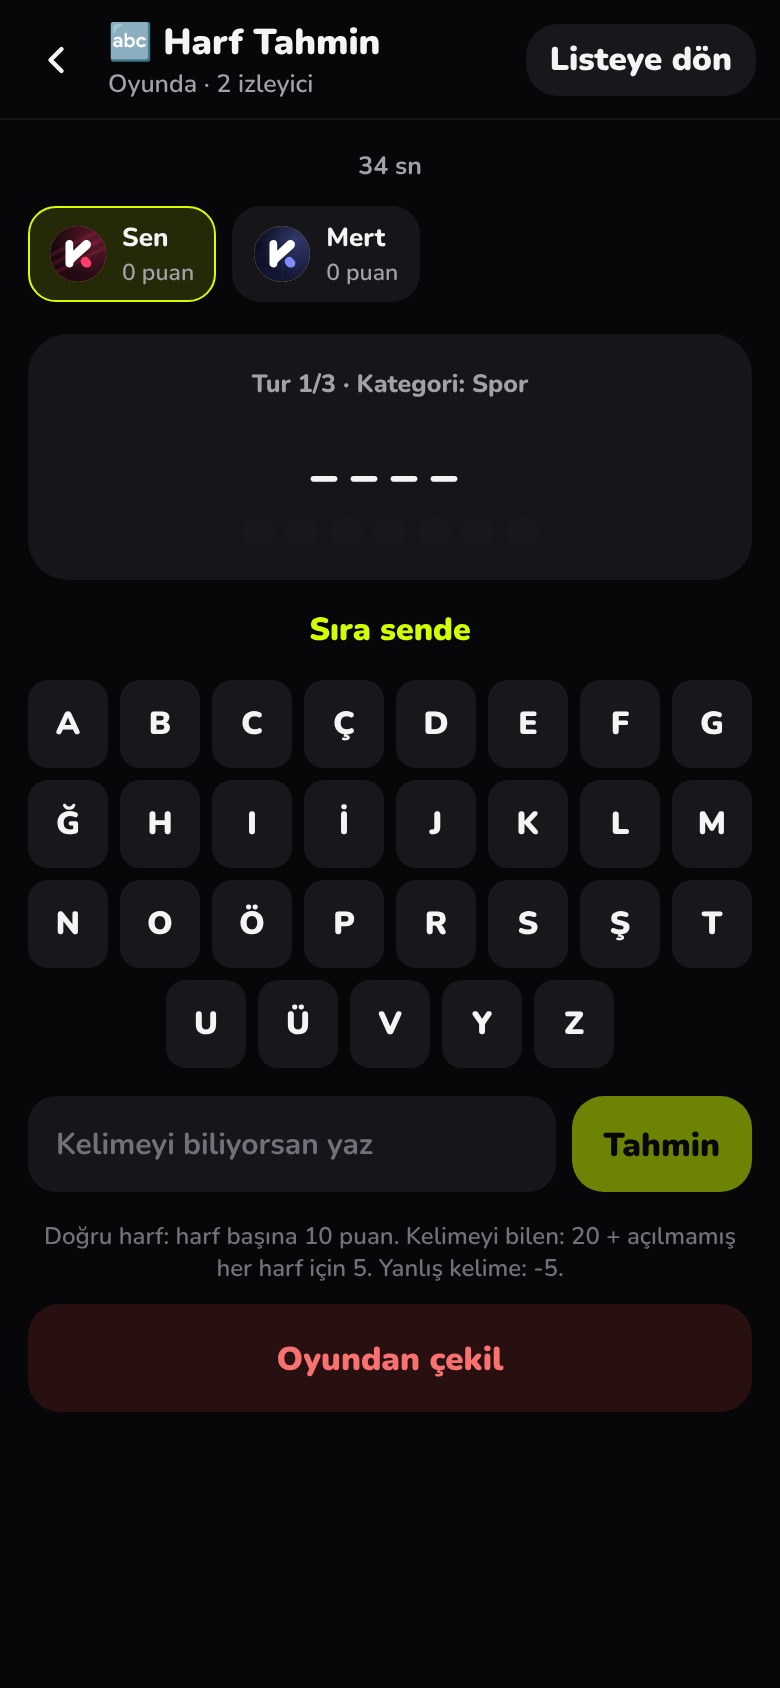 abc Harf Tahmin
Oyunda · 2 izleyici
Listeye dön
34 sn
Sen
0 puan
Mert
0 puan
Tur 1/3 · Kategori: Spor
_ _ _ _
Sıra sende
A B C Ç D E F G
Ğ H I İ J K L M
N O Ö P R S Ş T
U Ü V Y Z
Kelimeyi biliyorsan yaz
Tahmin
Doğru harf: harf başına 10 puan. Kelimeyi bilen: 20 + açılmamış
her harf için 5. Yanlış kelime: -5.
Oyundan çekil